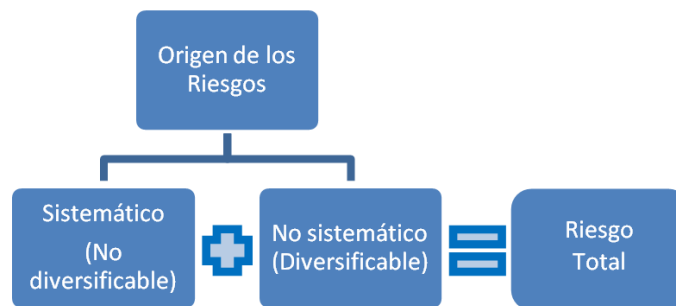 Origen de los
Riesgos
Sistemático
(No
diversificable)
No sistemático
(Diversificable)
Riesgo
Total